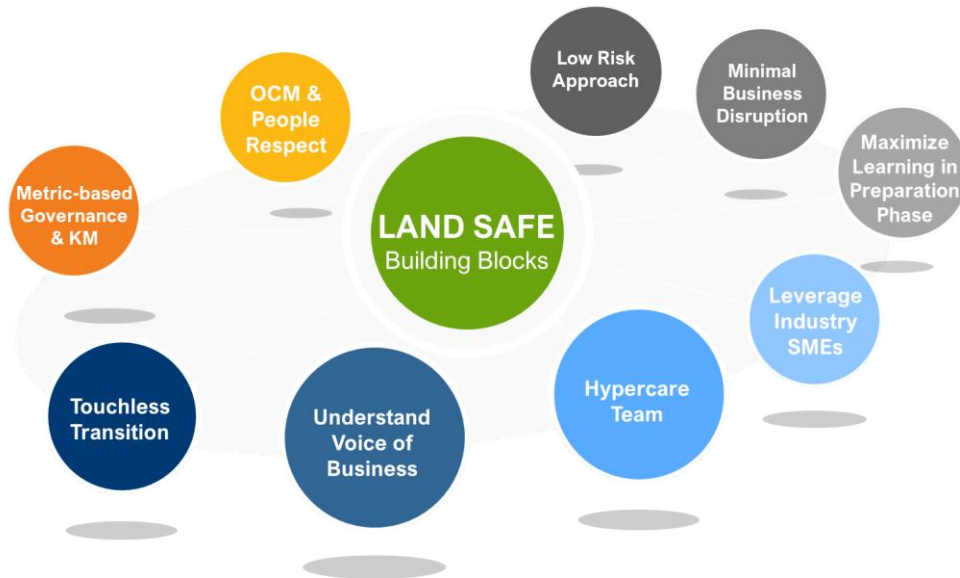 LAND SAFE
Building Blocks
Low Risk
Approach
Minimal
Business
Disruption
Maximize
Learning in
Preparation
Phase
Leverage
Industry
SMEs
Hypercare
Team
Understand
Voice of
Business
Touchless
Transition
Metric-based
Governance
& KM
OCM &
People
Respect